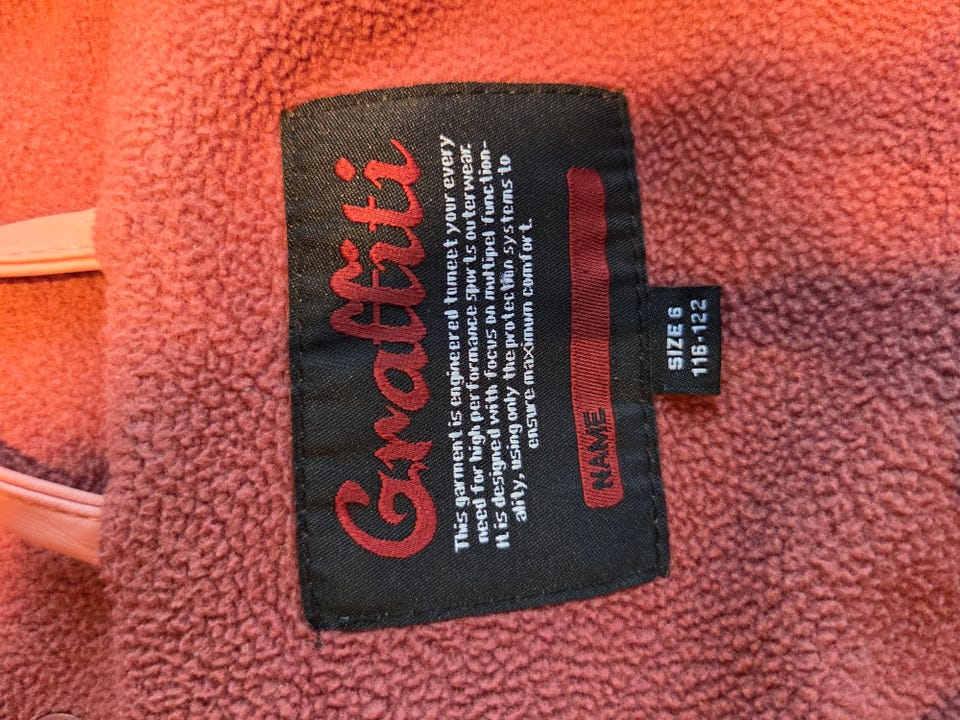 Graffiti
This garment is engineered tumeet your every
need for high performance sports outerwear.
It is designed with focus on multipel function-
ality, using only the protection systems to
ensure maximum comfort.
NAME
SIZE 6
116-122